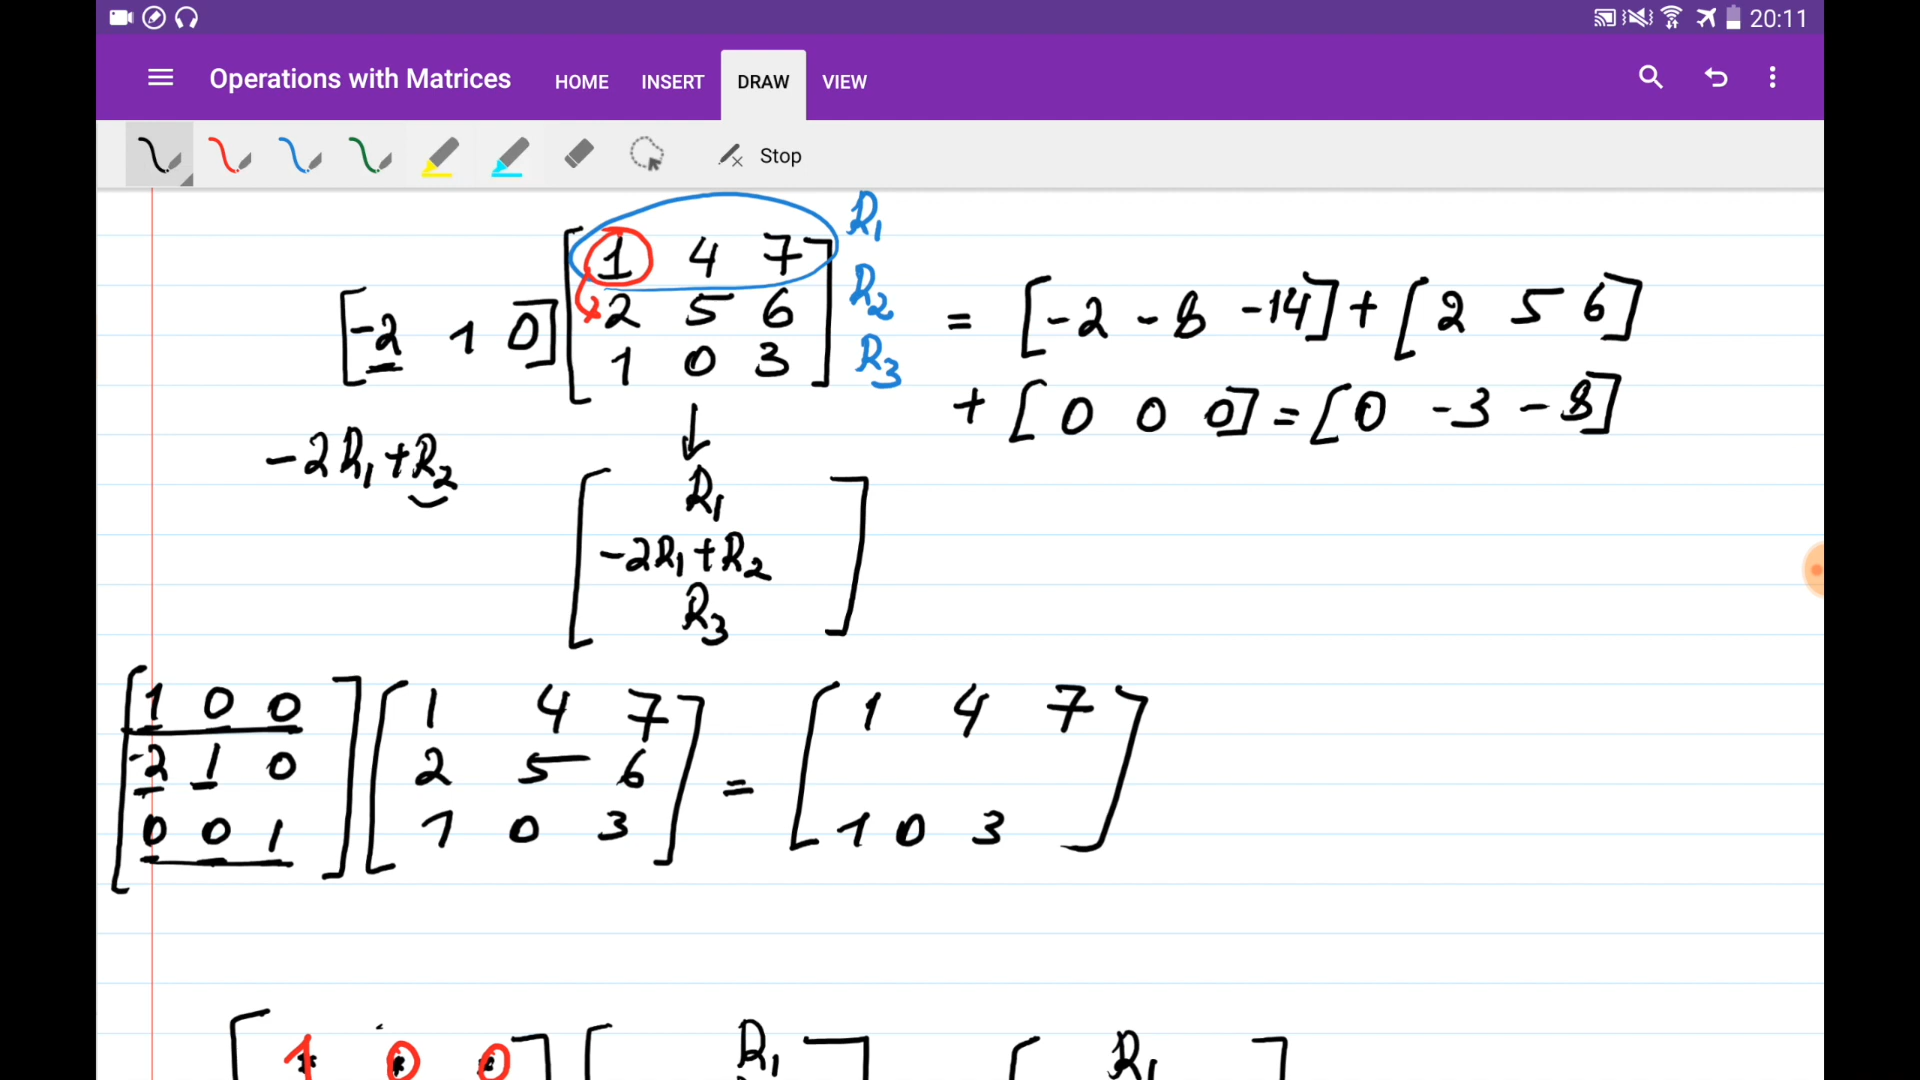 20:11
Operations with Matrices HOME INSERT DRAW VIEW
Stop
[-2 1 0] [1 4 7 R1 = [-2 -8 -14] + [2 5 6]
2 5 6 R2
1 0 3] R3 + [0 0 0] = [0 -3 -8]
-2R1+R2 ↓
[R1
-2R1+R2
R3]
[1 0 0 [1 4 7 [1 4 7
-2 1 0 2 5 6 =
0 0 1] 1 0 3] 1 0 3]
[1 0 0] [R1] [R1]